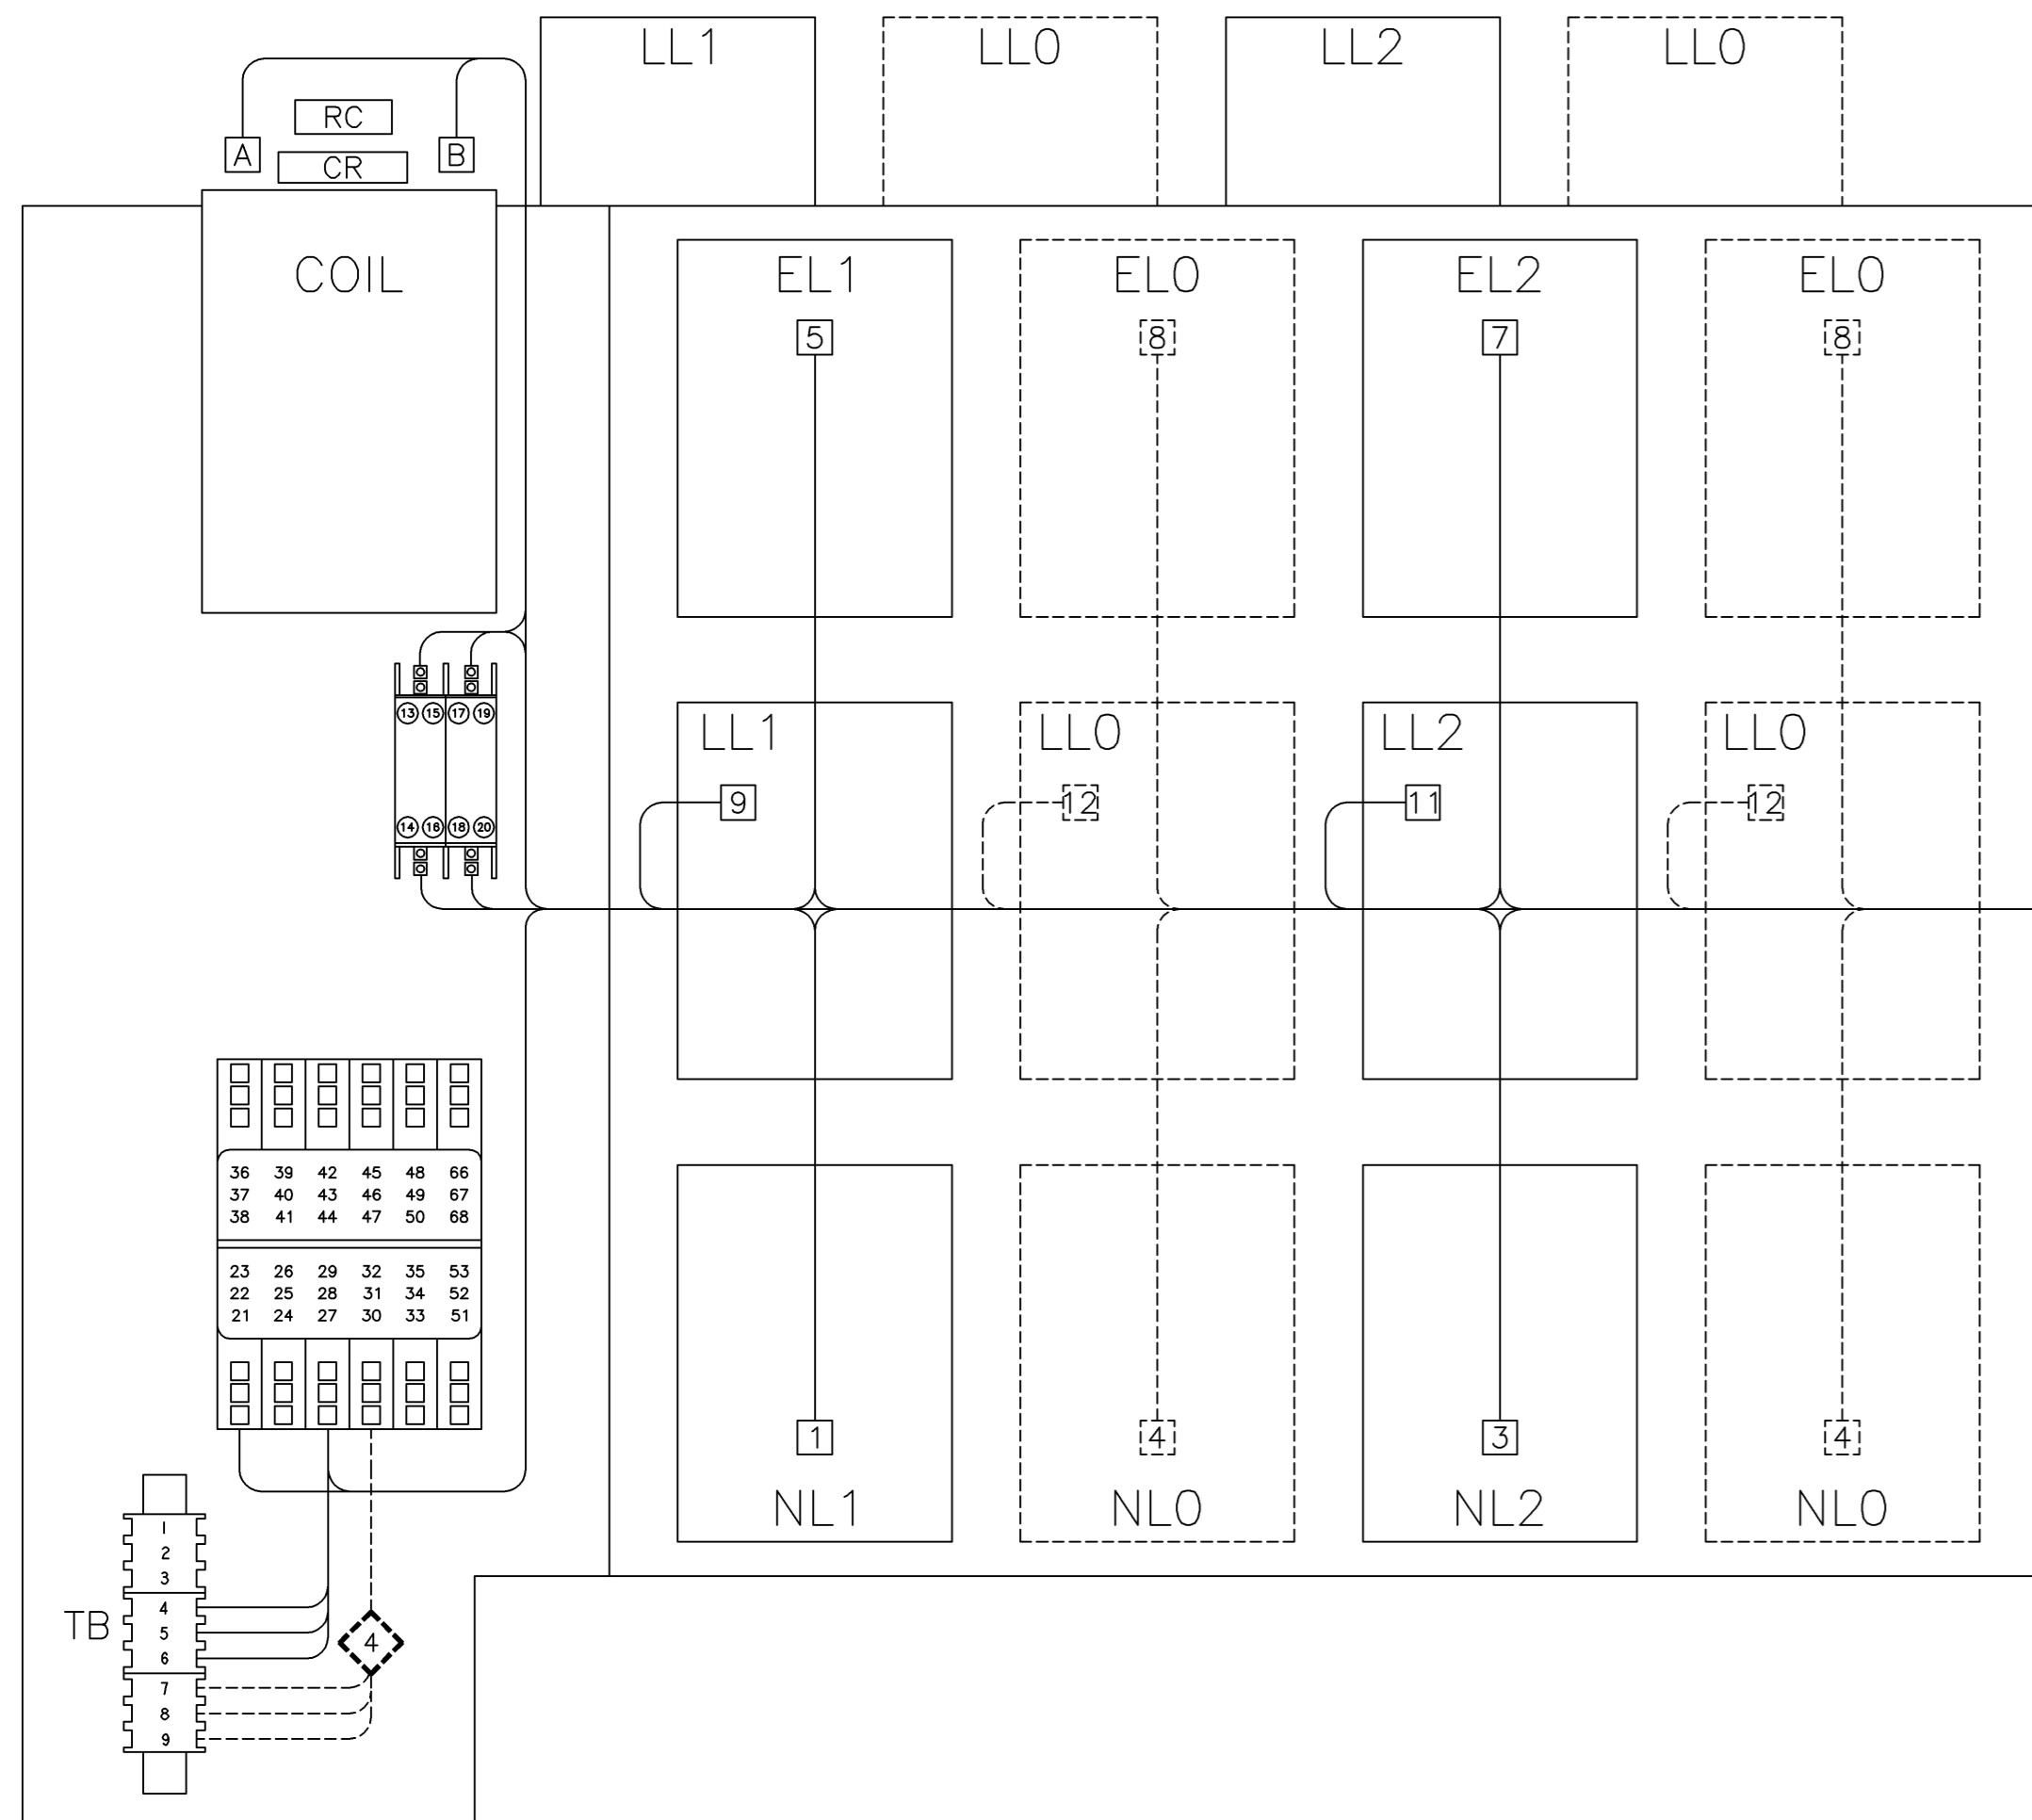 LL1 LL0 LL2 LL0
RC
A B
CR
COIL EL1 EL0 EL2 EL0
5 8 7 8
13 15 17 19
LL1 LL0 LL2 LL0
9 12 11 12
14 16 18 20
36 39 42 45 48 66
37 40 43 46 49 67
38 41 44 47 50 68
23 26 29 32 35 53
22 25 28 31 34 52
21 24 27 30 33 51
1 4 3 4
NL1 NL0 NL2 NL0
1
2
3
4
TB
5
6
4
7
8
9